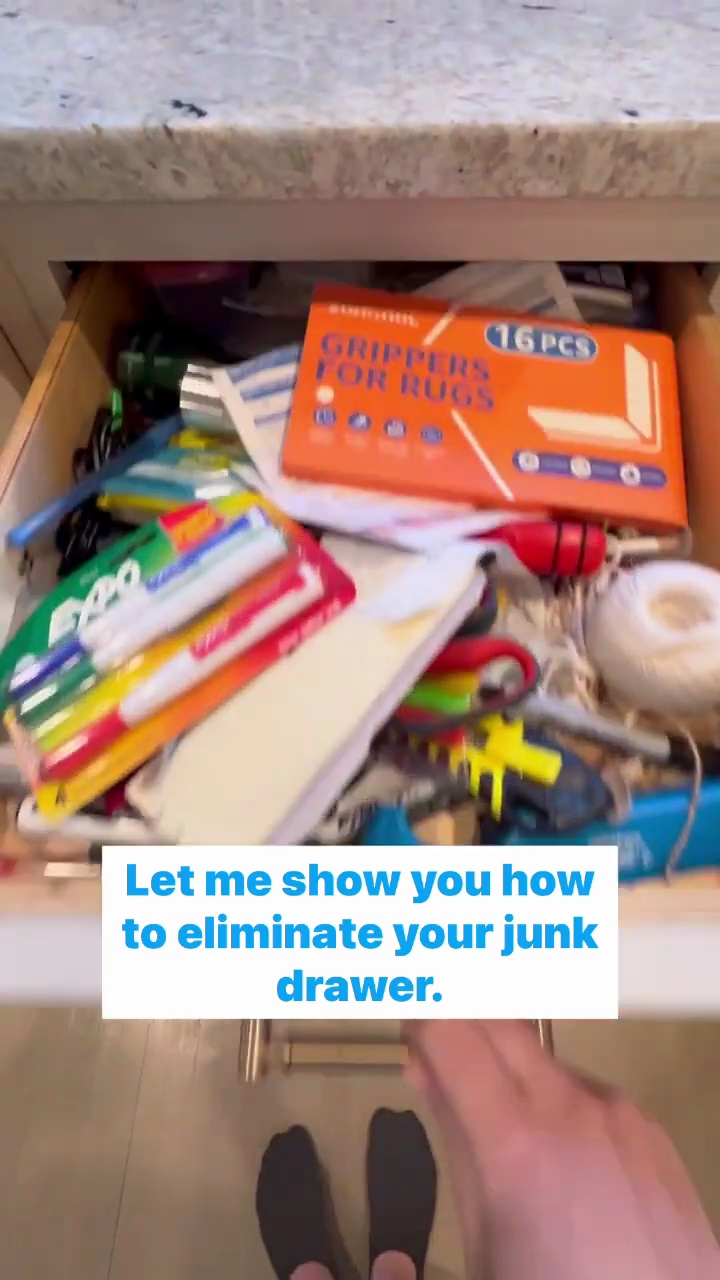 16 PCS
GRIPPERS
FOR RUGS
EXPO
Let me show you how
to eliminate your junk
drawer.